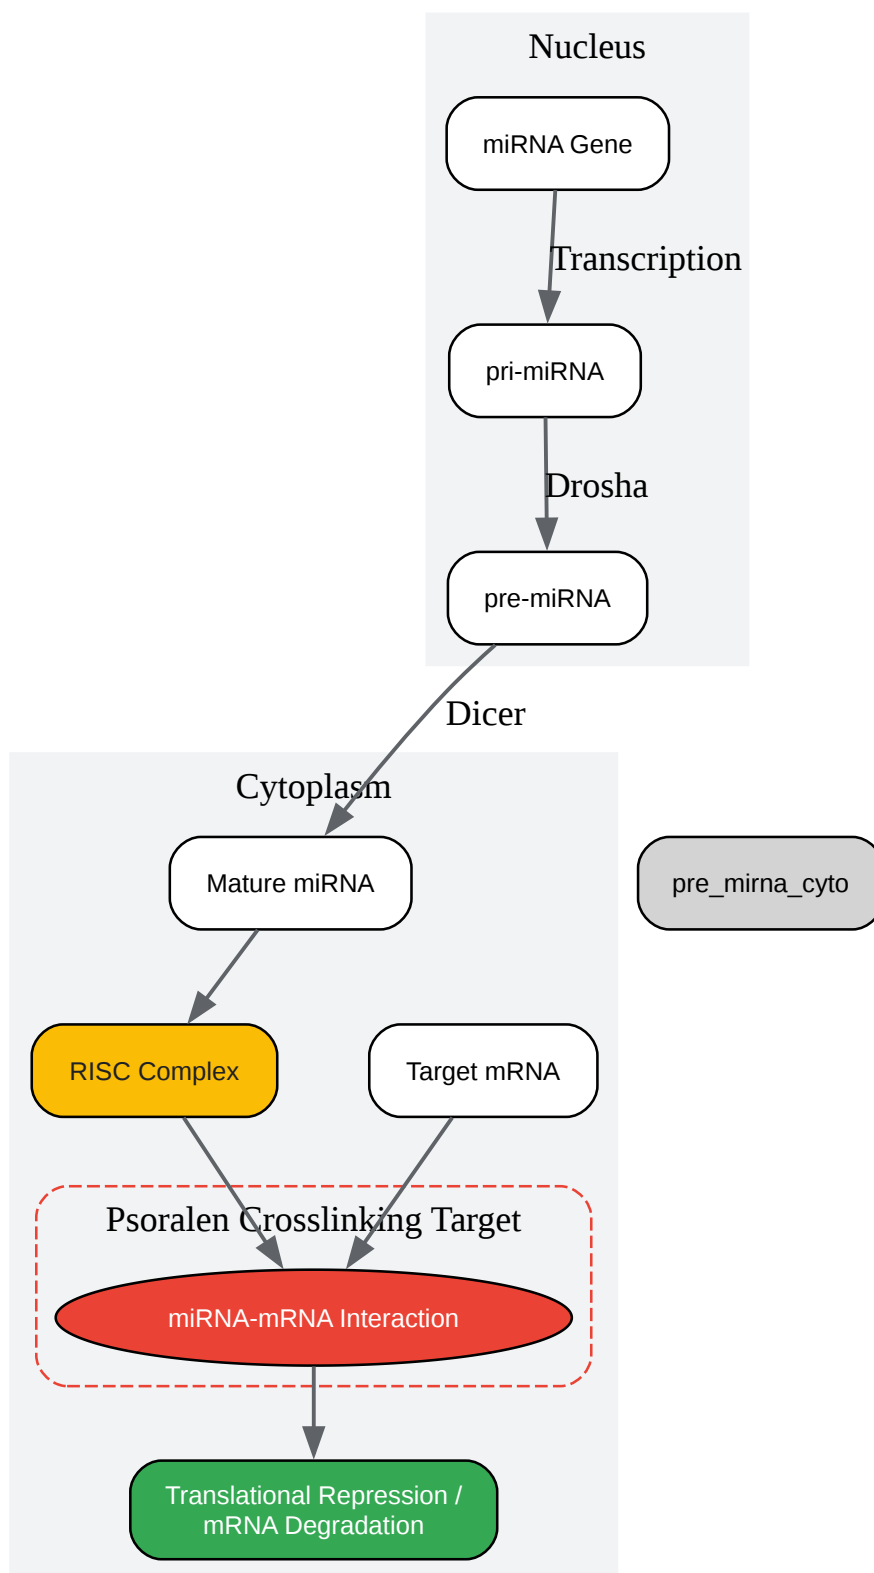 Nucleus
miRNA Gene
Transcription
pri-miRNA
Drosha
pre-miRNA
Dicer
Cytoplasm
Mature miRNA
pre_mirna_cyto
RISC Complex
Target mRNA
Psoralen Crosslinking Target
miRNA-mRNA Interaction
Translational Repression /
mRNA Degradation